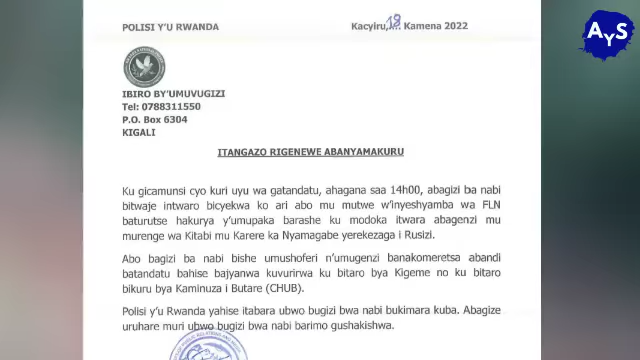 POLISI Y'U RWANDA
Kacyiru, 18 Kamena 2022
AyS
IBIRO BY'UMUVUGIZI
Tel: 0788311550
P.O. Box 6304
KIGALI
ITANGAZO RIGENEWE ABANYAMAKURU
Ku gicamunsi cyo kuri uyu wa gatandatu, ahagana saa 14h00, abagizi ba nabi
bitwaje intwaro bicyekwa ko ari abo mu mutwe w'inyeshyamba wa FLN
baturutse hakurya y'umupaka barashe ku modoka itwara abagenzi mu
murenge wa Kitabi mu Karere ka Nyamagabe yerekezaga i Rusizi.
Abo bagizi ba nabi bishe umushoferi n'umugenzi banakomeretsa abandi
batandatu bahise bajyanwa kuvurirwa ku bitaro bya Kigeme no ku bitaro
bikuru bya Kaminuza i Butare (CHUB).
Polisi y'u Rwanda yahise itabara ubwo bugizi bwa nabi bukimara kuba. Abagize
uruhare muri ubwo bugizi bwa nabi barimo gushakishwa.